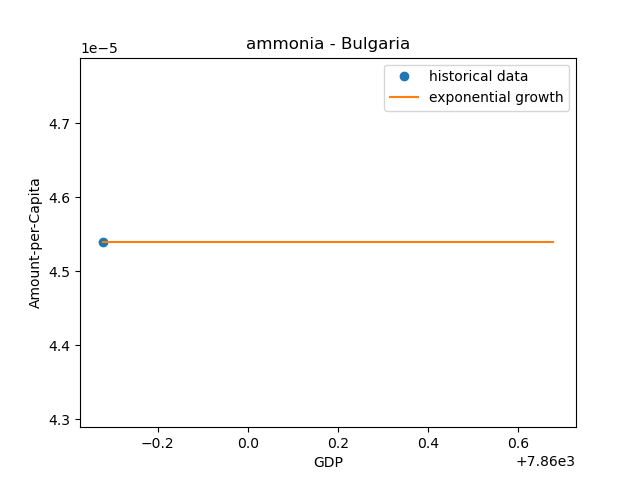 ammonia - Bulgaria
1e−5
historical data
exponential growth
4.7
4.6
4.5
4.4
4.3
Amount-per-Capita
−0.2 0.0 0.2 0.4 0.6
GDP
+7.86e3